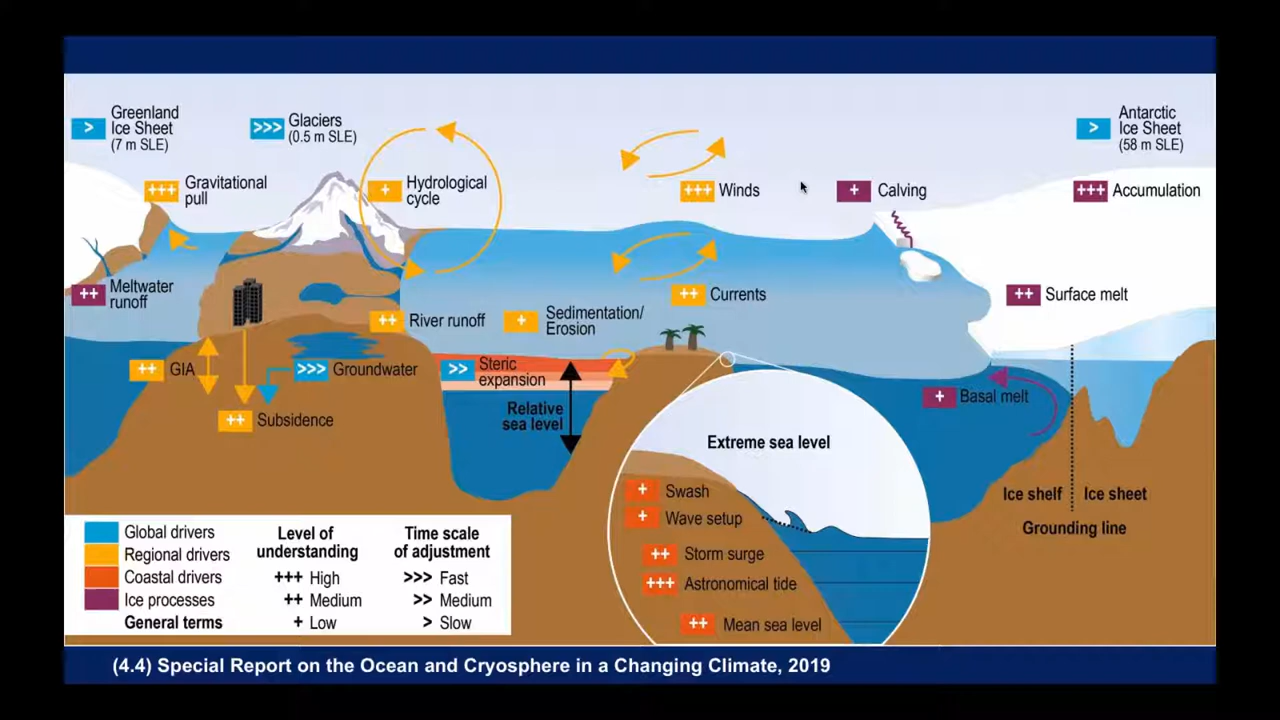 >
Greenland
Ice Sheet
(7 m SLE)
>>>
Glaciers
(0.5 m SLE)
>
Antarctic
Ice Sheet
(58 m SLE)
+++
Gravitational
pull
+
Hydrological
cycle
+++ Winds
+ Calving
+++ Accumulation
++
Meltwater
runoff
++ River runoff
+
Sedimentation/
Erosion
++ Currents
++ Surface melt
++ GIA
>>> Groundwater
>>
Steric
expansion
Relative
sea level
++ Subsidence
+ Basal melt
Ice shelf
Ice sheet
Grounding line
Extreme sea level
+ Swash
+ Wave setup
++ Storm surge
+++ Astronomical tide
++ Mean sea level
Global drivers
Regional drivers
Coastal drivers
Ice processes
General terms
Level of
understanding
+++ High
++ Medium
+ Low
Time scale
of adjustment
>>> Fast
>> Medium
> Slow
(4.4) Special Report on the Ocean and Cryosphere in a Changing Climate, 2019